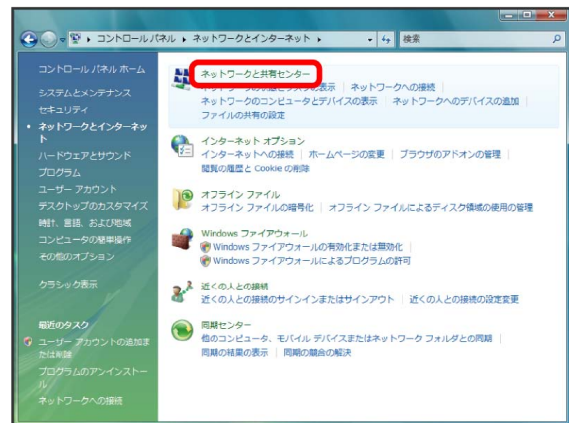 コントロール パネル ▸ ネットワークとインターネット ▸
検索
コントロール パネル ホーム
システムとメンテナンス
セキュリティ
• ネットワークとインターネッ
ト
ハードウェアとサウンド
プログラム
ユーザー アカウント
デスクトップのカスタマイズ
時計、言語、および地域
コンピュータの簡単操作
その他のオプション
クラシック表示
最近のタスク
ユーザー アカウントの追加ま
たは削除
プログラムのアンインストー
ル
ネットワークへの接続
ネットワークと共有センター
ネットワークの状態とタスクの表示 | ネットワークへの接続 |
ネットワークのコンピュータとデバイスの表示 | ネットワークへのデバイスの追加 |
ファイルの共有の設定
インターネット オプション
インターネットへの接続 | ホームページの変更 | ブラウザのアドオンの管理 |
閲覧の履歴と Cookie の削除
オフライン ファイル
オフライン ファイルの暗号化 | オフライン ファイルによるディスク領域の使用の管理
Windows ファイアウォール
Windows ファイアウォールの有効化または無効化 |
Windows ファイアウォールによるプログラムの許可
近くの人との接続
近くの人との接続のサインインまたはサインアウト | 近くの人との接続の設定変更
同期センター
他のコンピュータ、モバイル デバイスまたはネットワーク フォルダとの同期 |
同期の結果の表示 | 同期の競合の解決